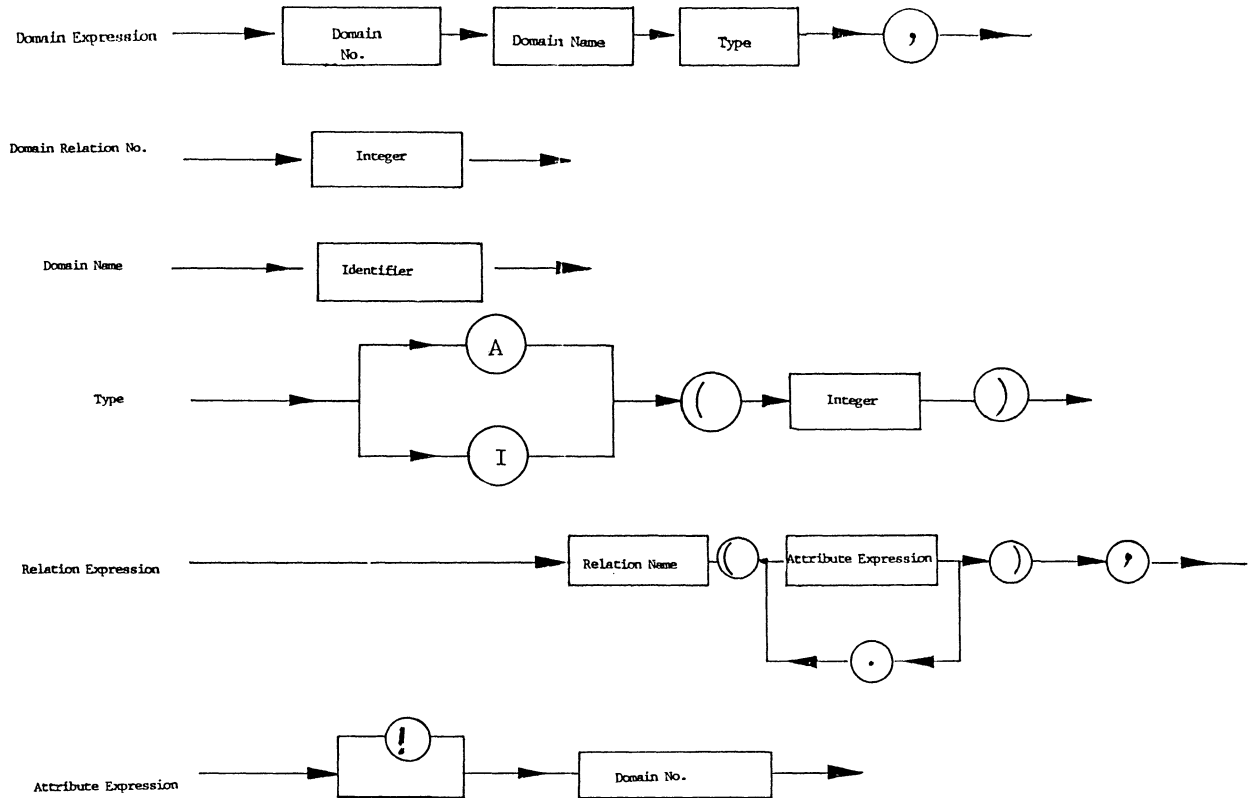 Domain Expression
Domain
No.
Domain Name
Type
,
Domain Relation No.
Integer
Domain Name
Identifier
Type
A
I
(
Integer
)
Relation Expression
Relation Name
(
Attribute Expression
)
,
.
Attribute Expression
!
Domain No.